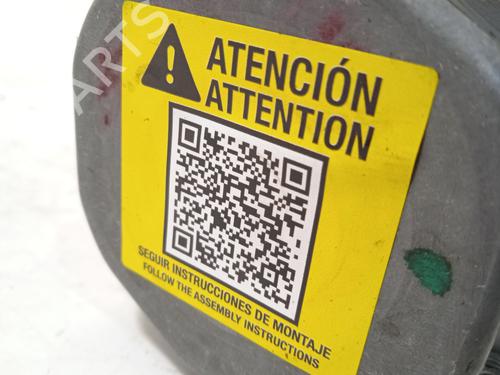 ATENCIÓN
ATTENTION
SEGUIR INSTRUCCIONES DE MONTAJE
FOLLOW THE ASSEMBLY INSTRUCTIONS